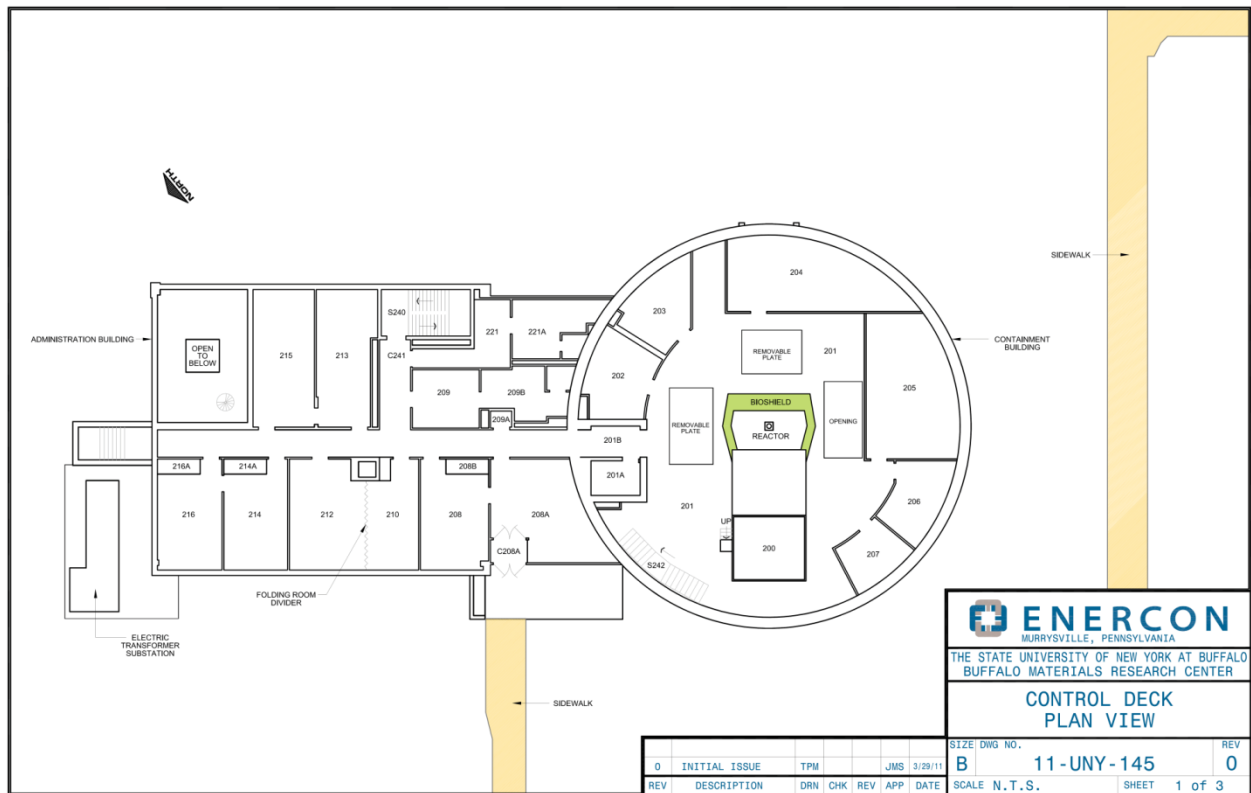 NORTH
SIDEWALK
204
203
S240
221
221A
ADMINISTRATION BUILDING
OPEN
TO
BELOW
215
213
C241
REMOVABLE
PLATE
201
CONTAINMENT
BUILDING
202
205
209
209B
BIOSHIELD
209A
REMOVABLE
PLATE
OPENING
REACTOR
201B
216A
214A
208B
201A
216
214
212
210
208
208A
201
206
UP
C208A
200
207
S242
FOLDING ROOM
DIVIDER
ELECTRIC
TRANSFORMER
SUBSTATION
SIDEWALK
ENERCON
MURRYSVILLE, PENNSYLVANIA
THE STATE UNIVERSITY OF NEW YORK AT BUFFALO
BUFFALO MATERIALS RESEARCH CENTER
CONTROL DECK
PLAN VIEW
SIZE DWG NO. REV
B 11-UNY-145 0
SCALE N.T.S. SHEET 1 of 3
0 INITIAL ISSUE TPM JMS 3/29/11
REV DESCRIPTION DRN CHK REV APP DATE